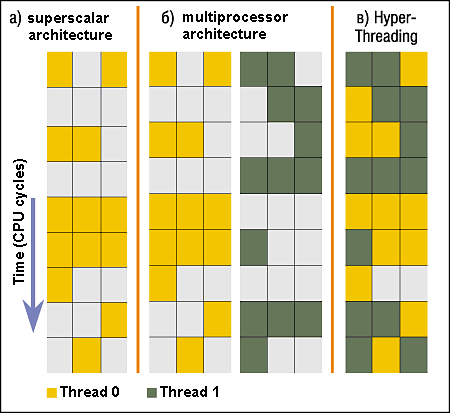 а) superscalar
architecture
б) multiprocessor
architecture
в) Hyper-
Threading
Time (CPU cycles)
Thread 0
Thread 1